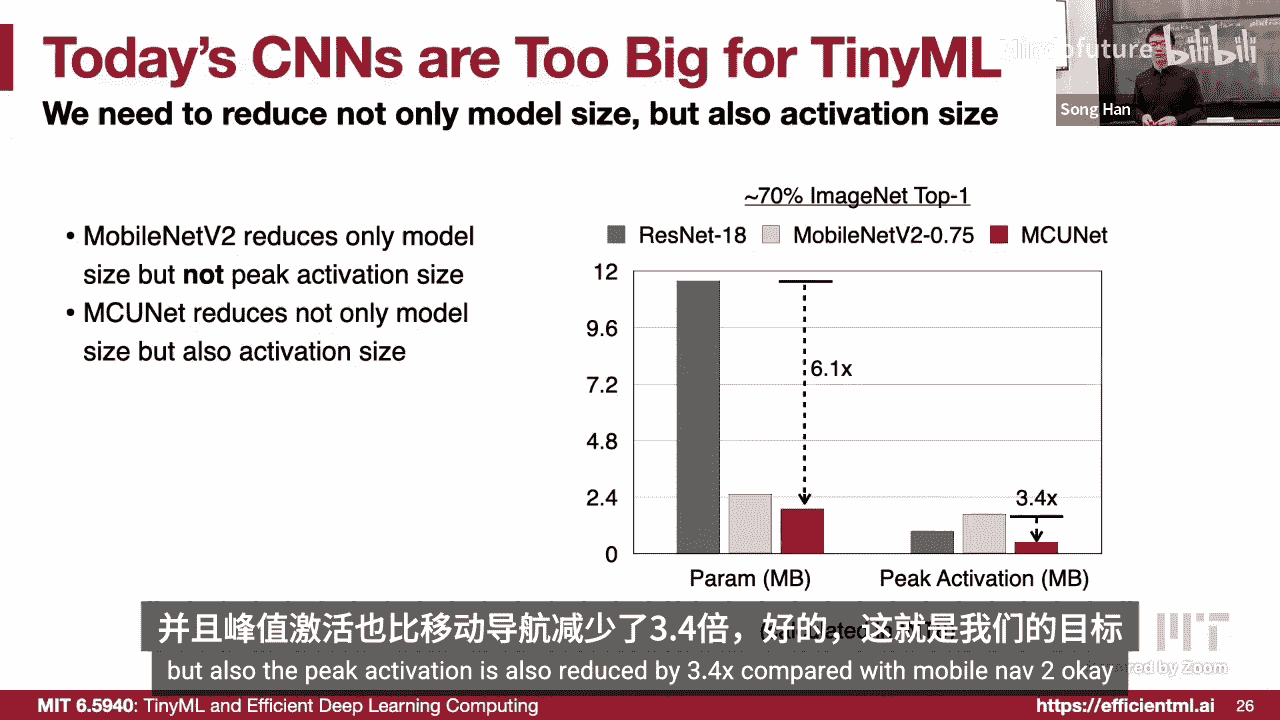 Today's CNNs are Too Big for TinyML
We need to reduce not only model size, but also activation size
bilibili
Song Han
• MobileNetV2 reduces only model
size but not peak activation size
• MCUNet reduces not only model
size but also activation size
~70% ImageNet Top-1
ResNet-18 MobileNetV2-0.75 MCUNet
12
9.6
7.2
4.8
2.4
0
6.1x
3.4x
Param (MB) Peak Activation (MB)
并且峰值激活也比移动导航减少了3.4倍，好的，这就是我们的目标
but also the peak activation is also reduced by 3.4x compared with mobile nav 2 okay
by Zoom
MIT 6.5940: TinyML and Efficient Deep Learning Computing
https://efficientml.ai
26